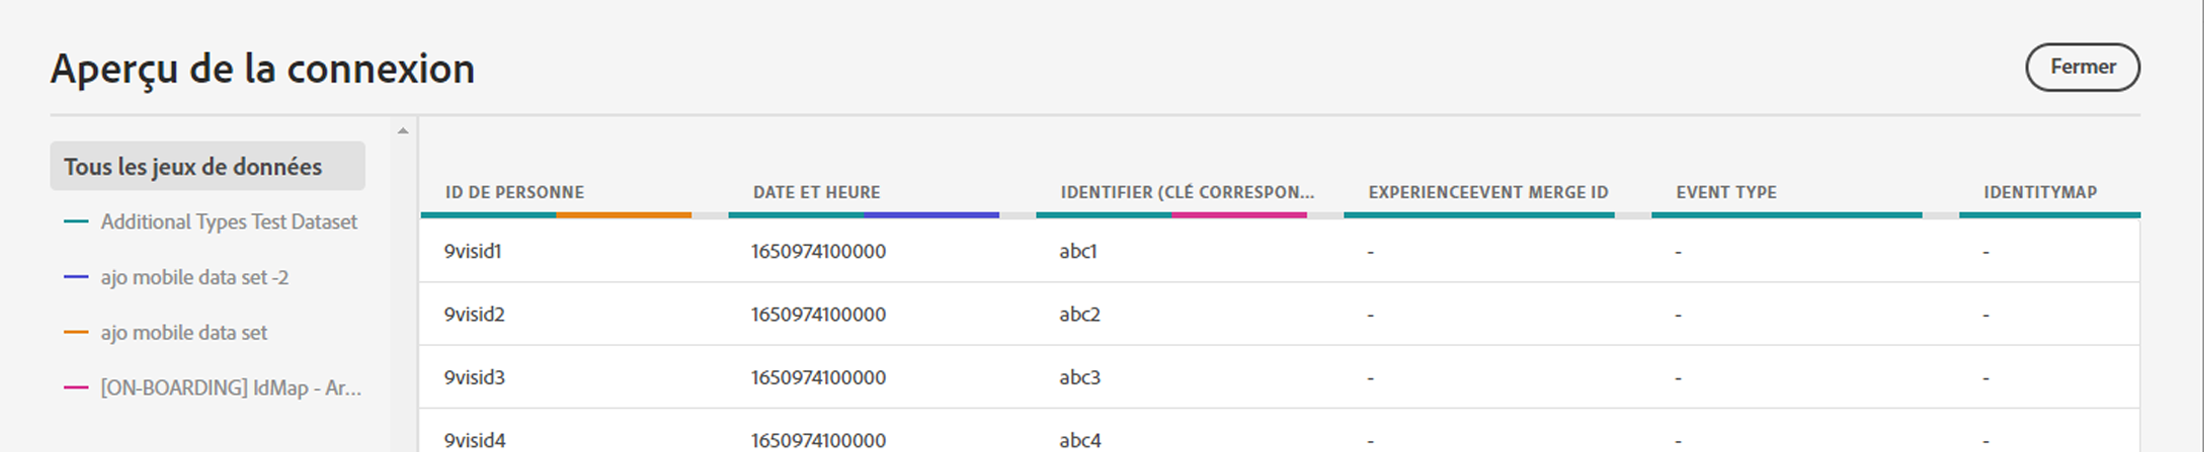 Aperçu de la connexion
Fermer
Tous les jeux de données
Additional Types Test Dataset
ajo mobile data set -2
ajo mobile data set
[ON-BOARDING] IdMap - Ar...
ID DE PERSONNE DATE ET HEURE IDENTIFIER (CLÉ CORRESPON... EXPERIENCEEVENT MERGE ID EVENT TYPE IDENTITYMAP
9visid1 1650974100000 abc1 - - -
9visid2 1650974100000 abc2 - - -
9visid3 1650974100000 abc3 - - -
9visid4 1650974100000 abc4 - - -